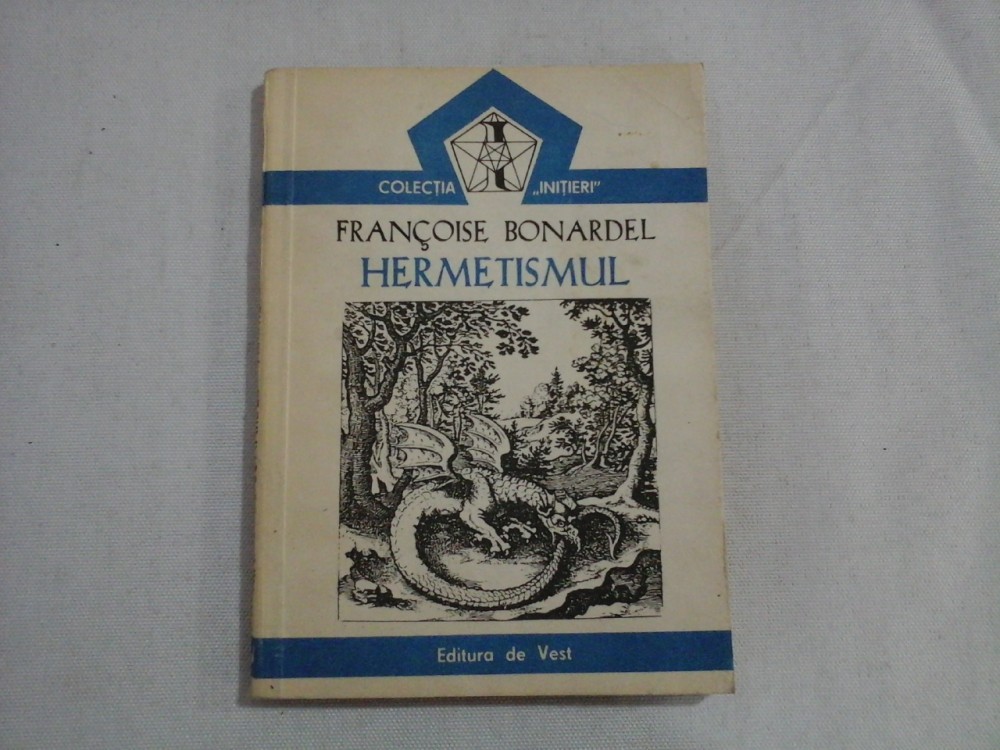 COLECȚIA „INIȚIERI"
FRANÇOISE BONARDEL
HERMETISMUL
Editura de Vest